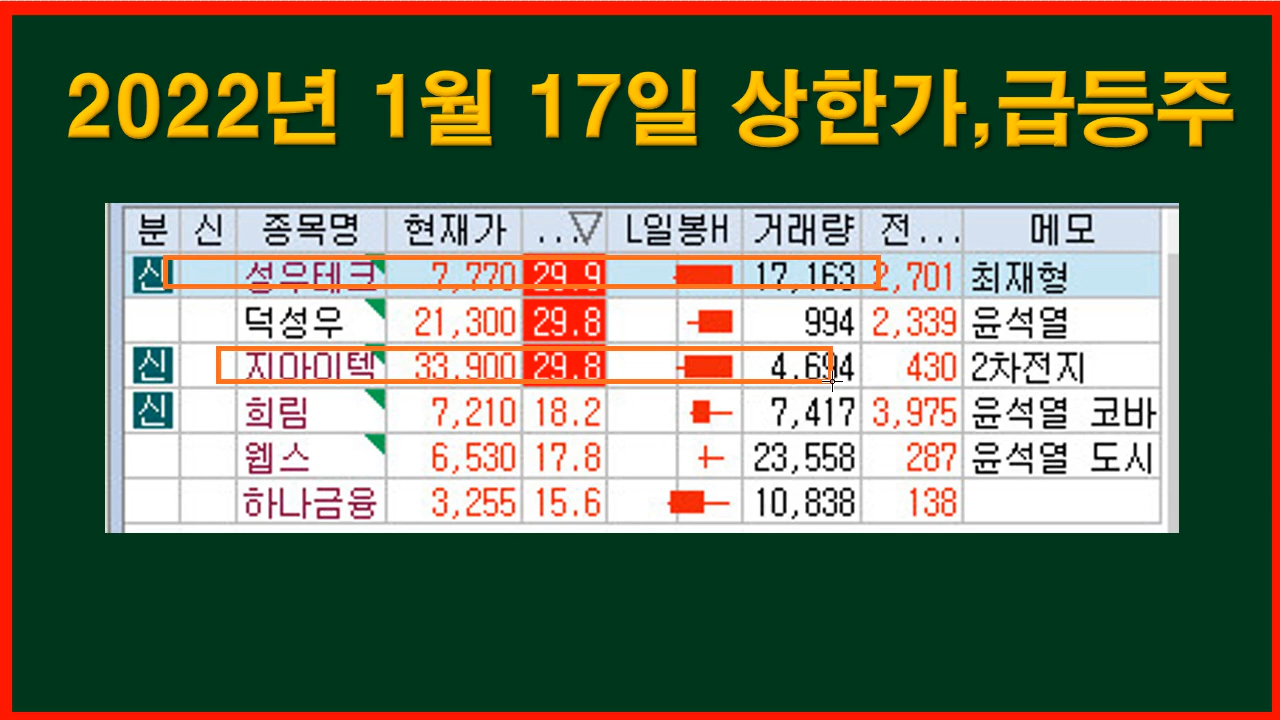 2022년 1월 17일 상한가,급등주
분 신 종목명 현재가 ...▽ L일봉H 거래량 전... 메모
신 성우테크 7,770 29.9 17,163 2,701 최재형
덕성우 21,300 29.8 994 2,339 윤석열
신 지아이텍 33,900 29.8 4,694 430 2차전지
신 희림 7,210 18.2 7,417 3,975 윤석열 코바
웹스 6,530 17.8 23,558 287 윤석열 도시
하나금융 3,255 15.6 10,838 138